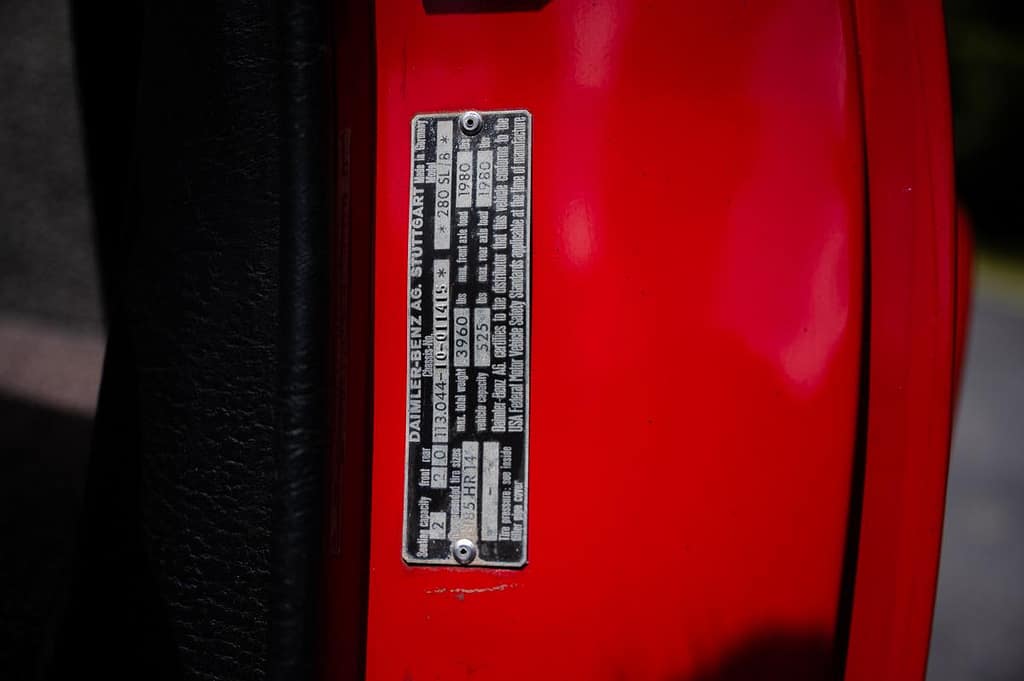 DAIMLER-BENZ AG. STUTTGART Made in Germany
Chassis-No. Model
113.044-10-011415 * * 280 SL/8 *
max. total weight 3960 lbs max. front axle load 1980 lbs
vehicle capacity 525 lbs max. rear axle load 1980 lbs
Daimler-Benz AG. certifies to the distributor that this vehicle conforms to the
USA Federal Motor Vehicle Safety Standards applicable at the time of manufacture
Seating capacity front rear
2 2 0
tire sizes
185 HR 14
Tire pressure: see inside
filler pipe cover